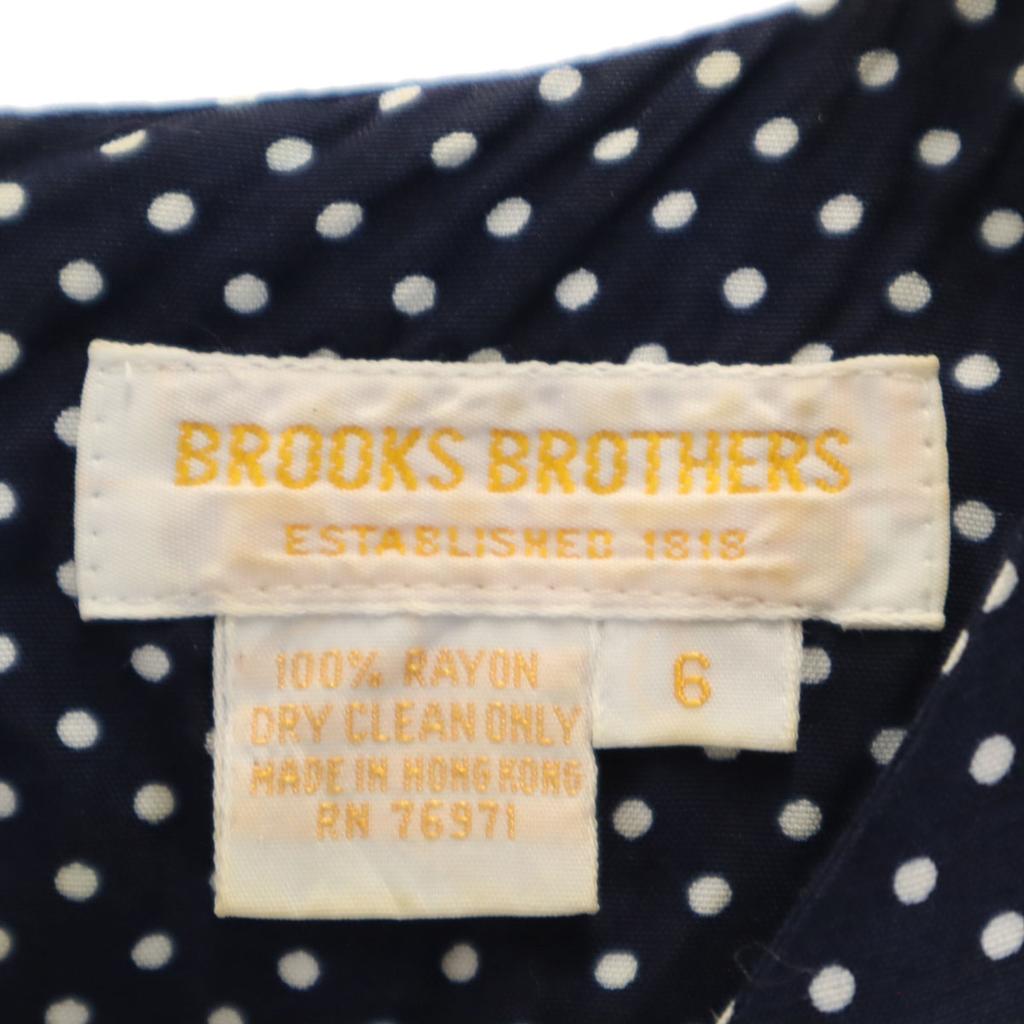 BROOKS BROTHERS
ESTABLISHED 1818
100% RAYON
DRY CLEAN ONLY
MADE IN HONG KONG
RN 76971
6